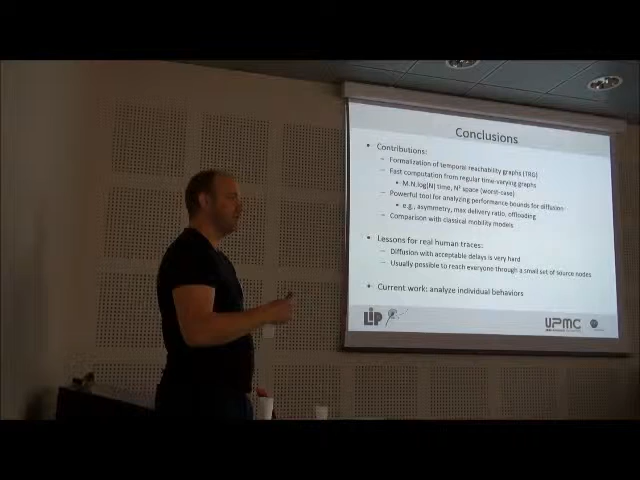 Conclusions
• Contributions:
– Formalization of temporal reachability graphs (TRG)
– Fast computation from regular time-varying graphs
• M.N.log(N) time, N² space (worst-case)
– Powerful tool for analyzing performance bounds for diffusion
• e.g., asymmetry, max delivery ratio, offloading
– Comparison with classical mobility models
• Lessons for real human traces:
– Diffusion with acceptable delays is very hard
– Usually possible to reach everyone through a small set of source nodes
• Current work: analyze individual behaviors
LIP
UPMC